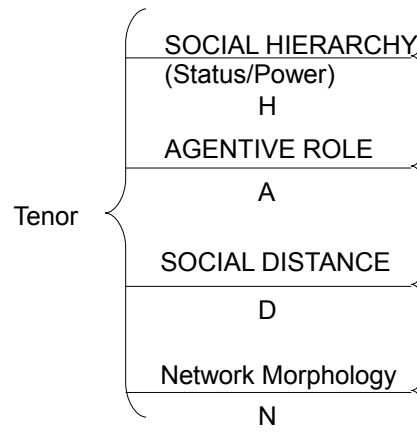 SOCIAL HIERARCHY
(Status/Power)
H
AGENTIVE ROLE
A
Tenor
SOCIAL DISTANCE
D
Network Morphology
N